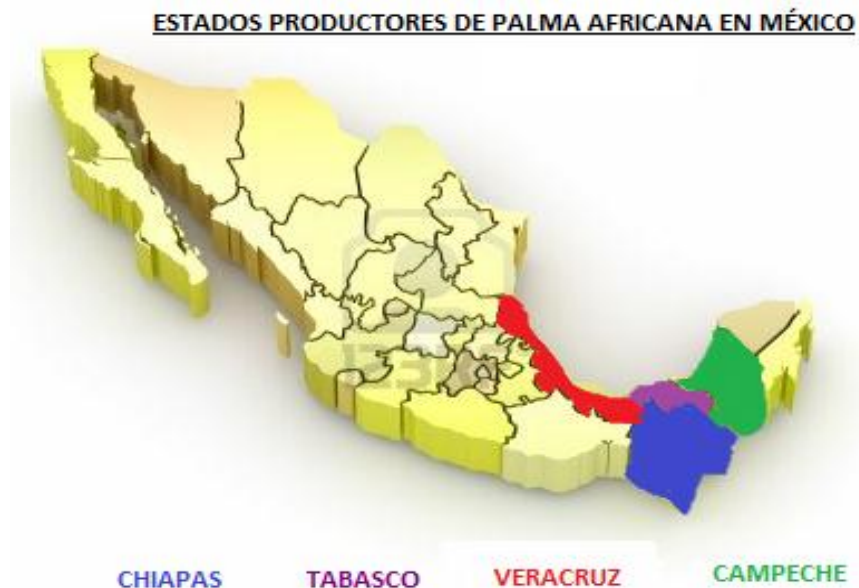 ESTADOS PRODUCTORES DE PALMA AFRICANA EN MÉXICO
CHIAPAS TABASCO VERACRUZ CAMPECHE